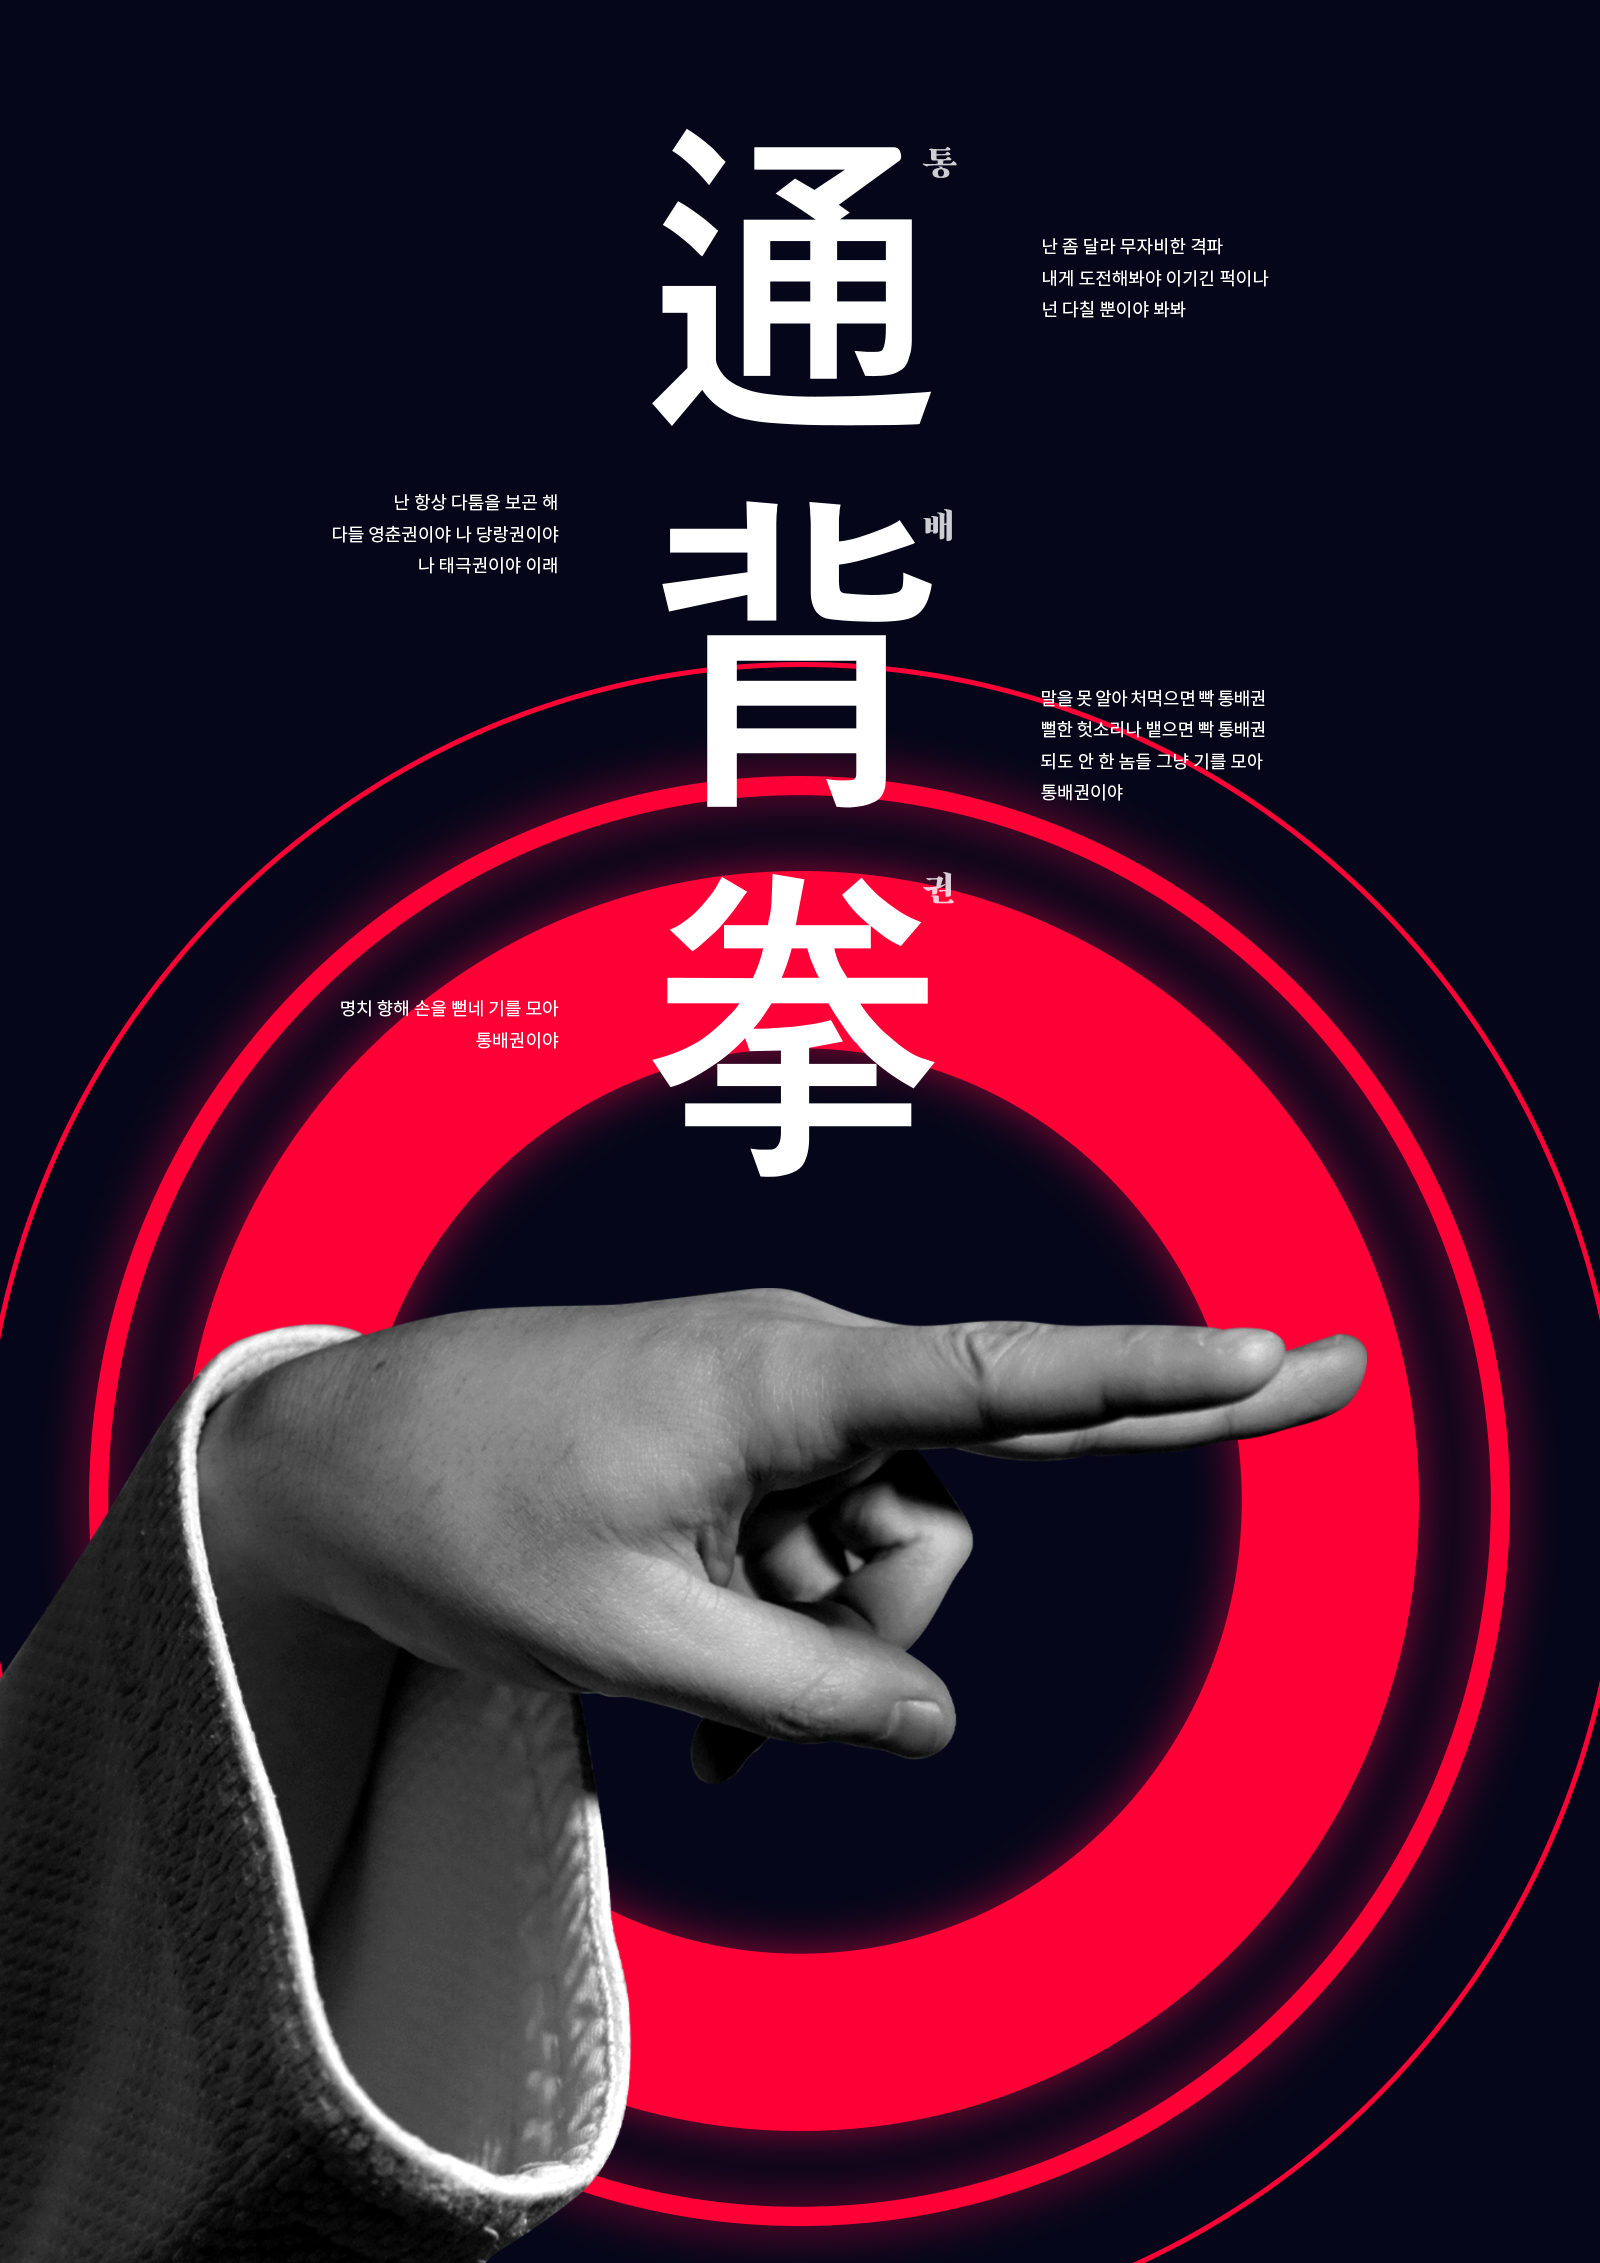 通
통
난 좀 달라 무자비한 격파
내게 도전해봐야 이기긴 퍽이나
넌 다칠 뿐이야 봐봐
난 항상 다툼을 보곤 해
다들 영춘권이야 나 당랑권이야
나 태극권이야 이래
背
배
말을 못 알아 처먹으면 빡 통배권
뻘한 헛소리나 뱉으면 빡 통배권
되도 안 한 놈들 그냥 기를 모아
통배권이야
拳
권
명치 향해 손을 뻗네 기를 모아
통배권이야